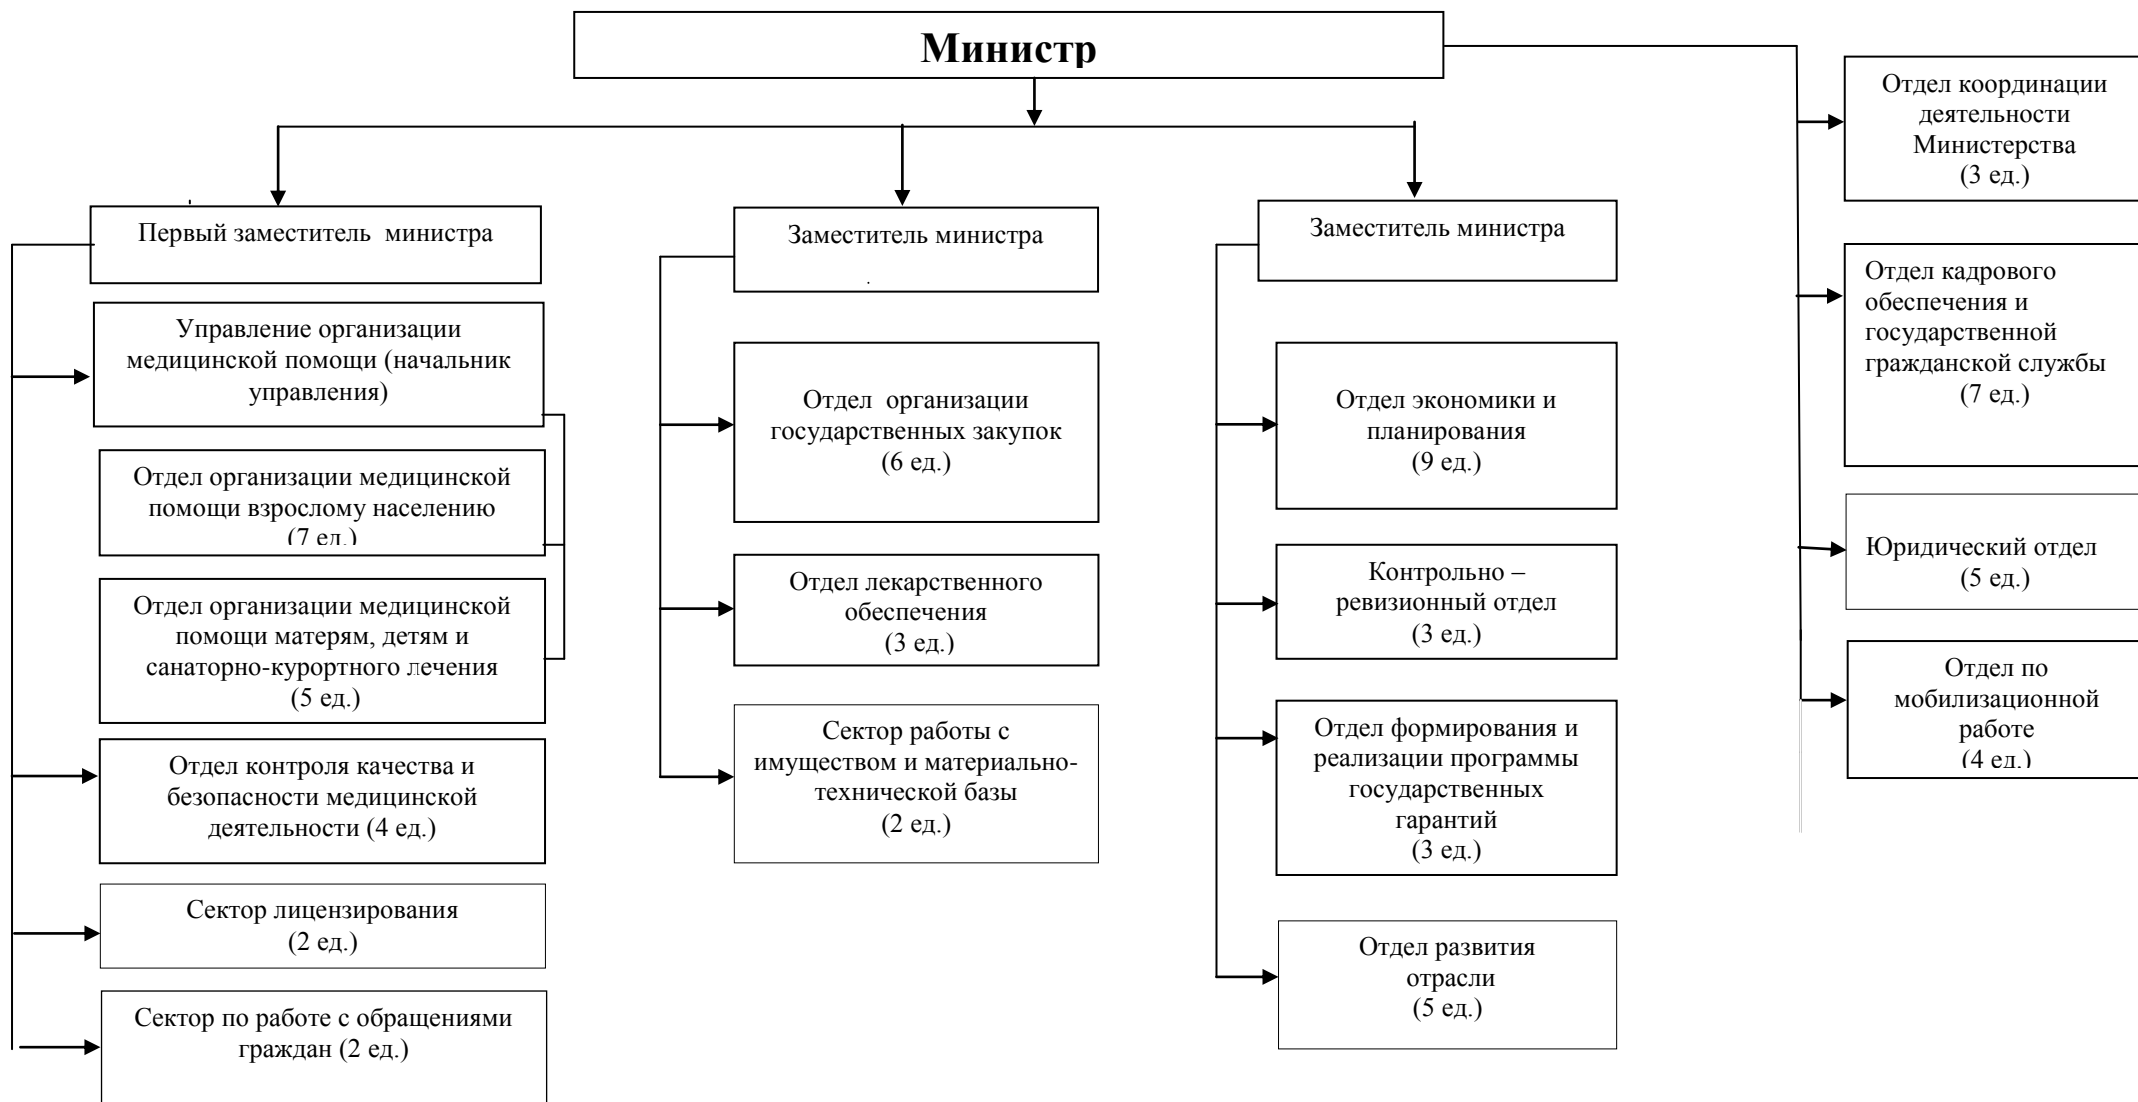 Министр
Первый заместитель министра
Управление организации
медицинской помощи (начальник
управления)
Отдел организации медицинской
помощи взрослому населению
(7 ед.)
Отдел организации медицинской
помощи матерям, детям и
санаторно-курортного лечения
(5 ед.)
Отдел контроля качества и
безопасности медицинской
деятельности (4 ед.)
Сектор лицензирования
(2 ед.)
Сектор по работе с обращениями
граждан (2 ед.)
Заместитель министра
Отдел организации
государственных закупок
(6 ед.)
Отдел лекарственного
обеспечения
(3 ед.)
Сектор работы с
имуществом и материально-
технической базы
(2 ед.)
Заместитель министра
Отдел экономики и
планирования
(9 ед.)
Контрольно –
ревизионный отдел
(3 ед.)
Отдел формирования и
реализации программы
государственных
гарантий
(3 ед.)
Отдел развития
отрасли
(5 ед.)
Отдел координации
деятельности
Министерства
(3 ед.)
Отдел кадрового
обеспечения и
государственной
гражданской службы
(7 ед.)
Юридический отдел
(5 ед.)
Отдел по
мобилизационной
работе
(4 ед.)